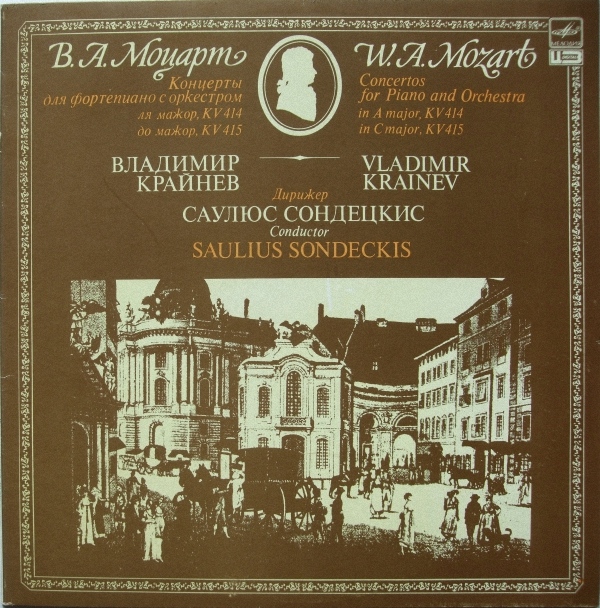 В. А. Моцарт
Концерты
для фортепиано с оркестром
ля мажор, KV 414
до мажор, KV 415
W. A. Mozart
Concertos
for Piano and Orchestra
in A major, KV 414
in C major, KV 415
МЕЛОДИЯ
ВЛАДИМИР
КРАЙНЕВ
VLADIMIR
KRAINEV
Дирижер
САУЛЮС СОНДЕЦКИС
Conductor
SAULIUS SONDECKIS